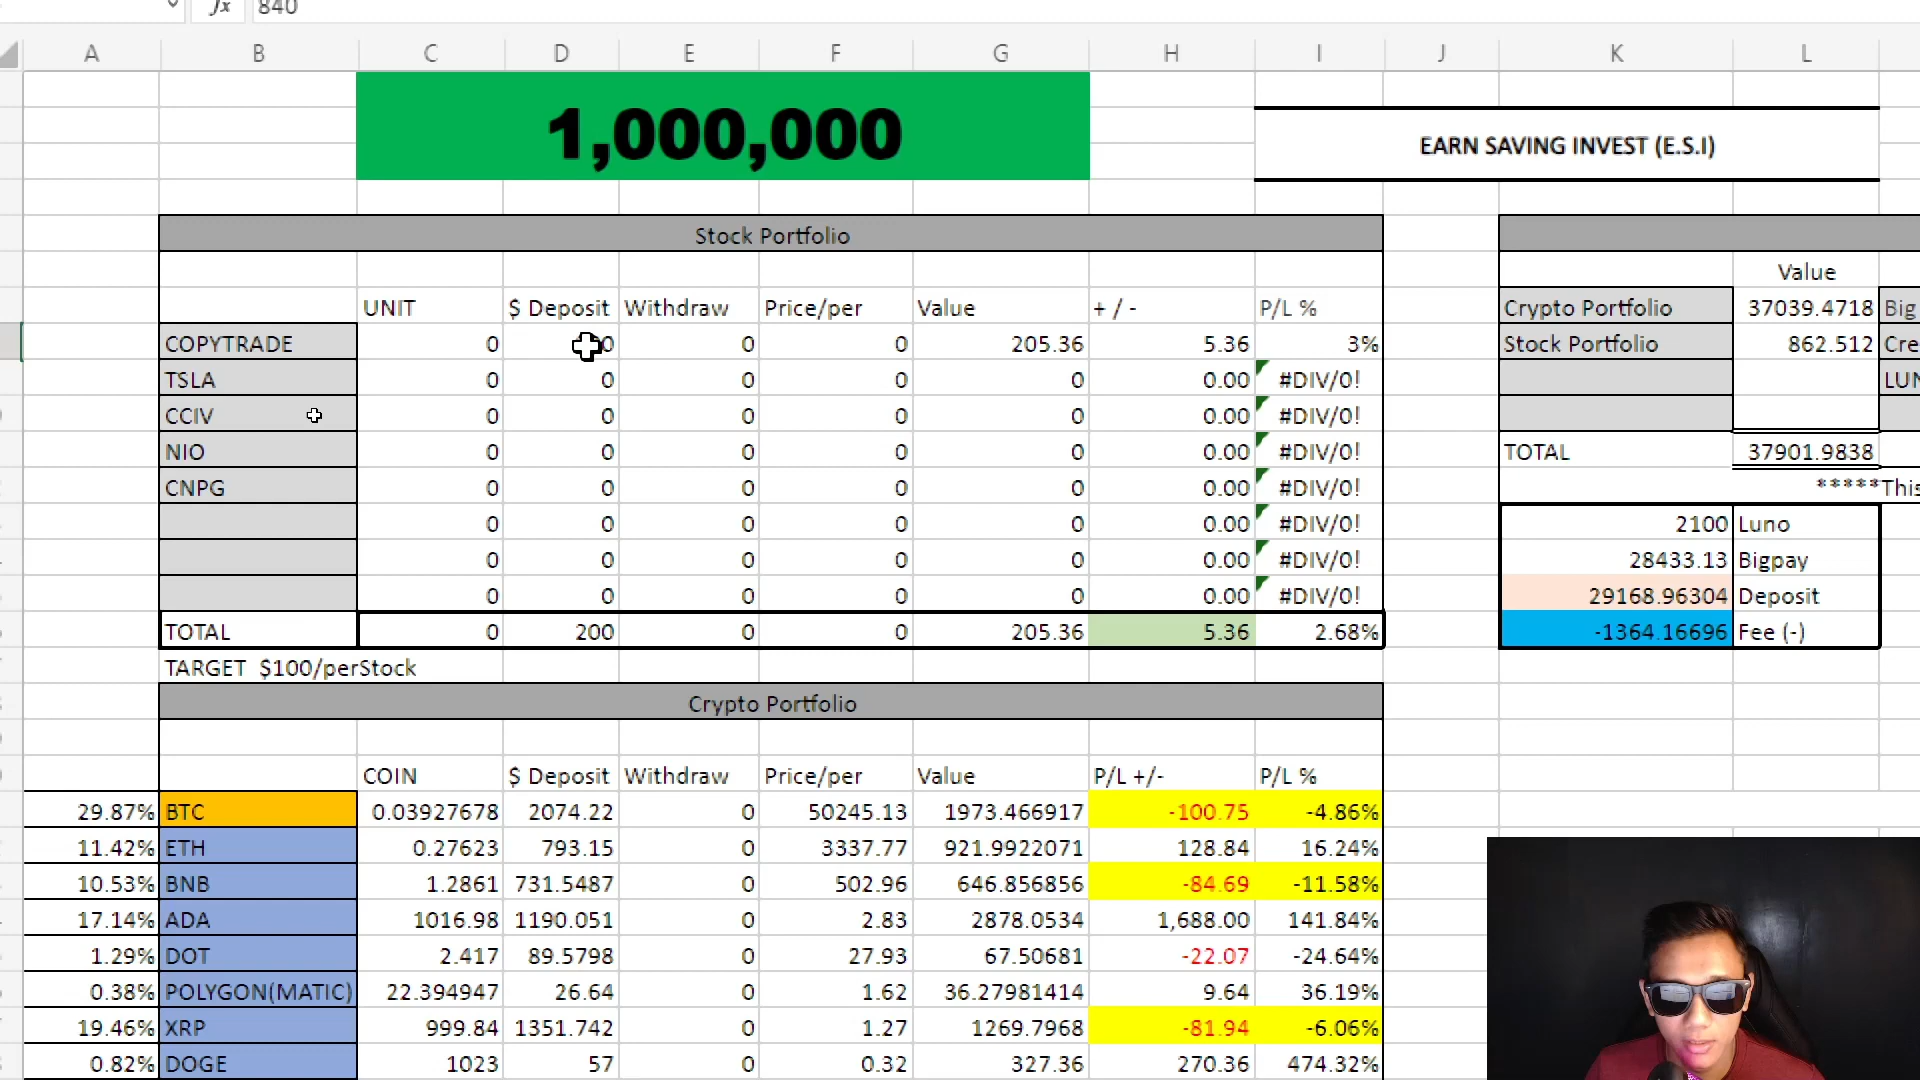 fx 840
A B C D E F G H I J K L
1,000,000
EARN SAVING INVEST (E.S.I)
Stock Portfolio
Value
UNIT $ Deposit Withdraw Price/per Value + / - P/L % Crypto Portfolio 37039.4718 Big
COPYTRADE 0 0 0 205.36 5.36 3% Stock Portfolio 862.512 Cre
TSLA 0 0 0 0 0 0.00 #DIV/0! LUN
CCIV 0 0 0 0 0 0.00 #DIV/0!
NIO 0 0 0 0 0 0.00 #DIV/0! TOTAL 37901.9838
CNPG 0 0 0 0 0 0.00 #DIV/0! *****This
0 0 0 0 0 0.00 #DIV/0! 2100 Luno
0 0 0 0 0 0.00 #DIV/0! 28433.13 Bigpay
0 0 0 0 0 0.00 #DIV/0! 29168.96304 Deposit
TOTAL 0 200 0 0 205.36 5.36 2.68% -1364.16696 Fee (-)
TARGET $100/perStock
Crypto Portfolio
COIN $ Deposit Withdraw Price/per Value P/L +/- P/L %
29.87% BTC 0.03927678 2074.22 0 50245.13 1973.466917 -100.75 -4.86%
11.42% ETH 0.27623 793.15 0 3337.77 921.9922071 128.84 16.24%
10.53% BNB 1.2861 731.5487 0 502.96 646.856856 -84.69 -11.58%
17.14% ADA 1016.98 1190.051 0 2.83 2878.0534 1,688.00 141.84%
1.29% DOT 2.417 89.5798 0 27.93 67.50681 -22.07 -24.64%
0.38% POLYGON(MATIC) 22.394947 26.64 0 1.62 36.27981414 9.64 36.19%
19.46% XRP 999.84 1351.742 0 1.27 1269.7968 -81.94 -6.06%
0.82% DOGE 1023 57 0 0.32 327.36 270.36 474.32%